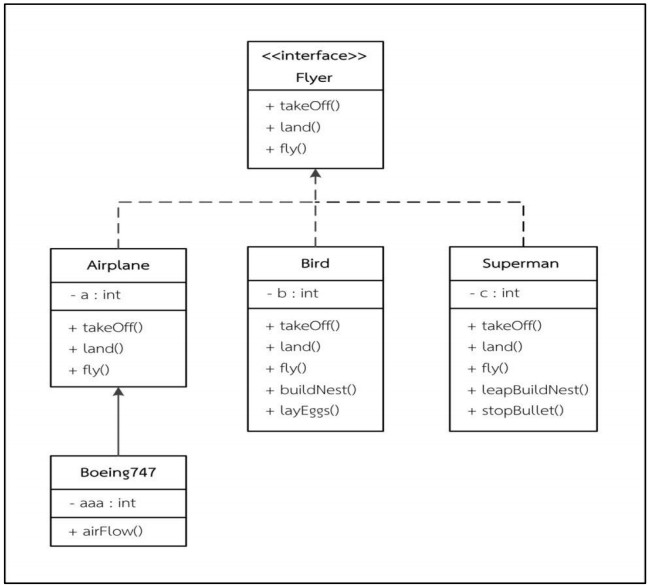 <<interface>>
Flyer
+ takeOff()
+ land()
+ fly()
Airplane
- a : int
+ takeOff()
+ land()
+ fly()
Bird
- b : int
+ takeOff()
+ land()
+ fly()
+ buildNest()
+ layEggs()
Superman
- c : int
+ takeOff()
+ land()
+ fly()
+ leapBuildNest()
+ stopBullet()
Boeing747
- aaa : int
+ airFlow()